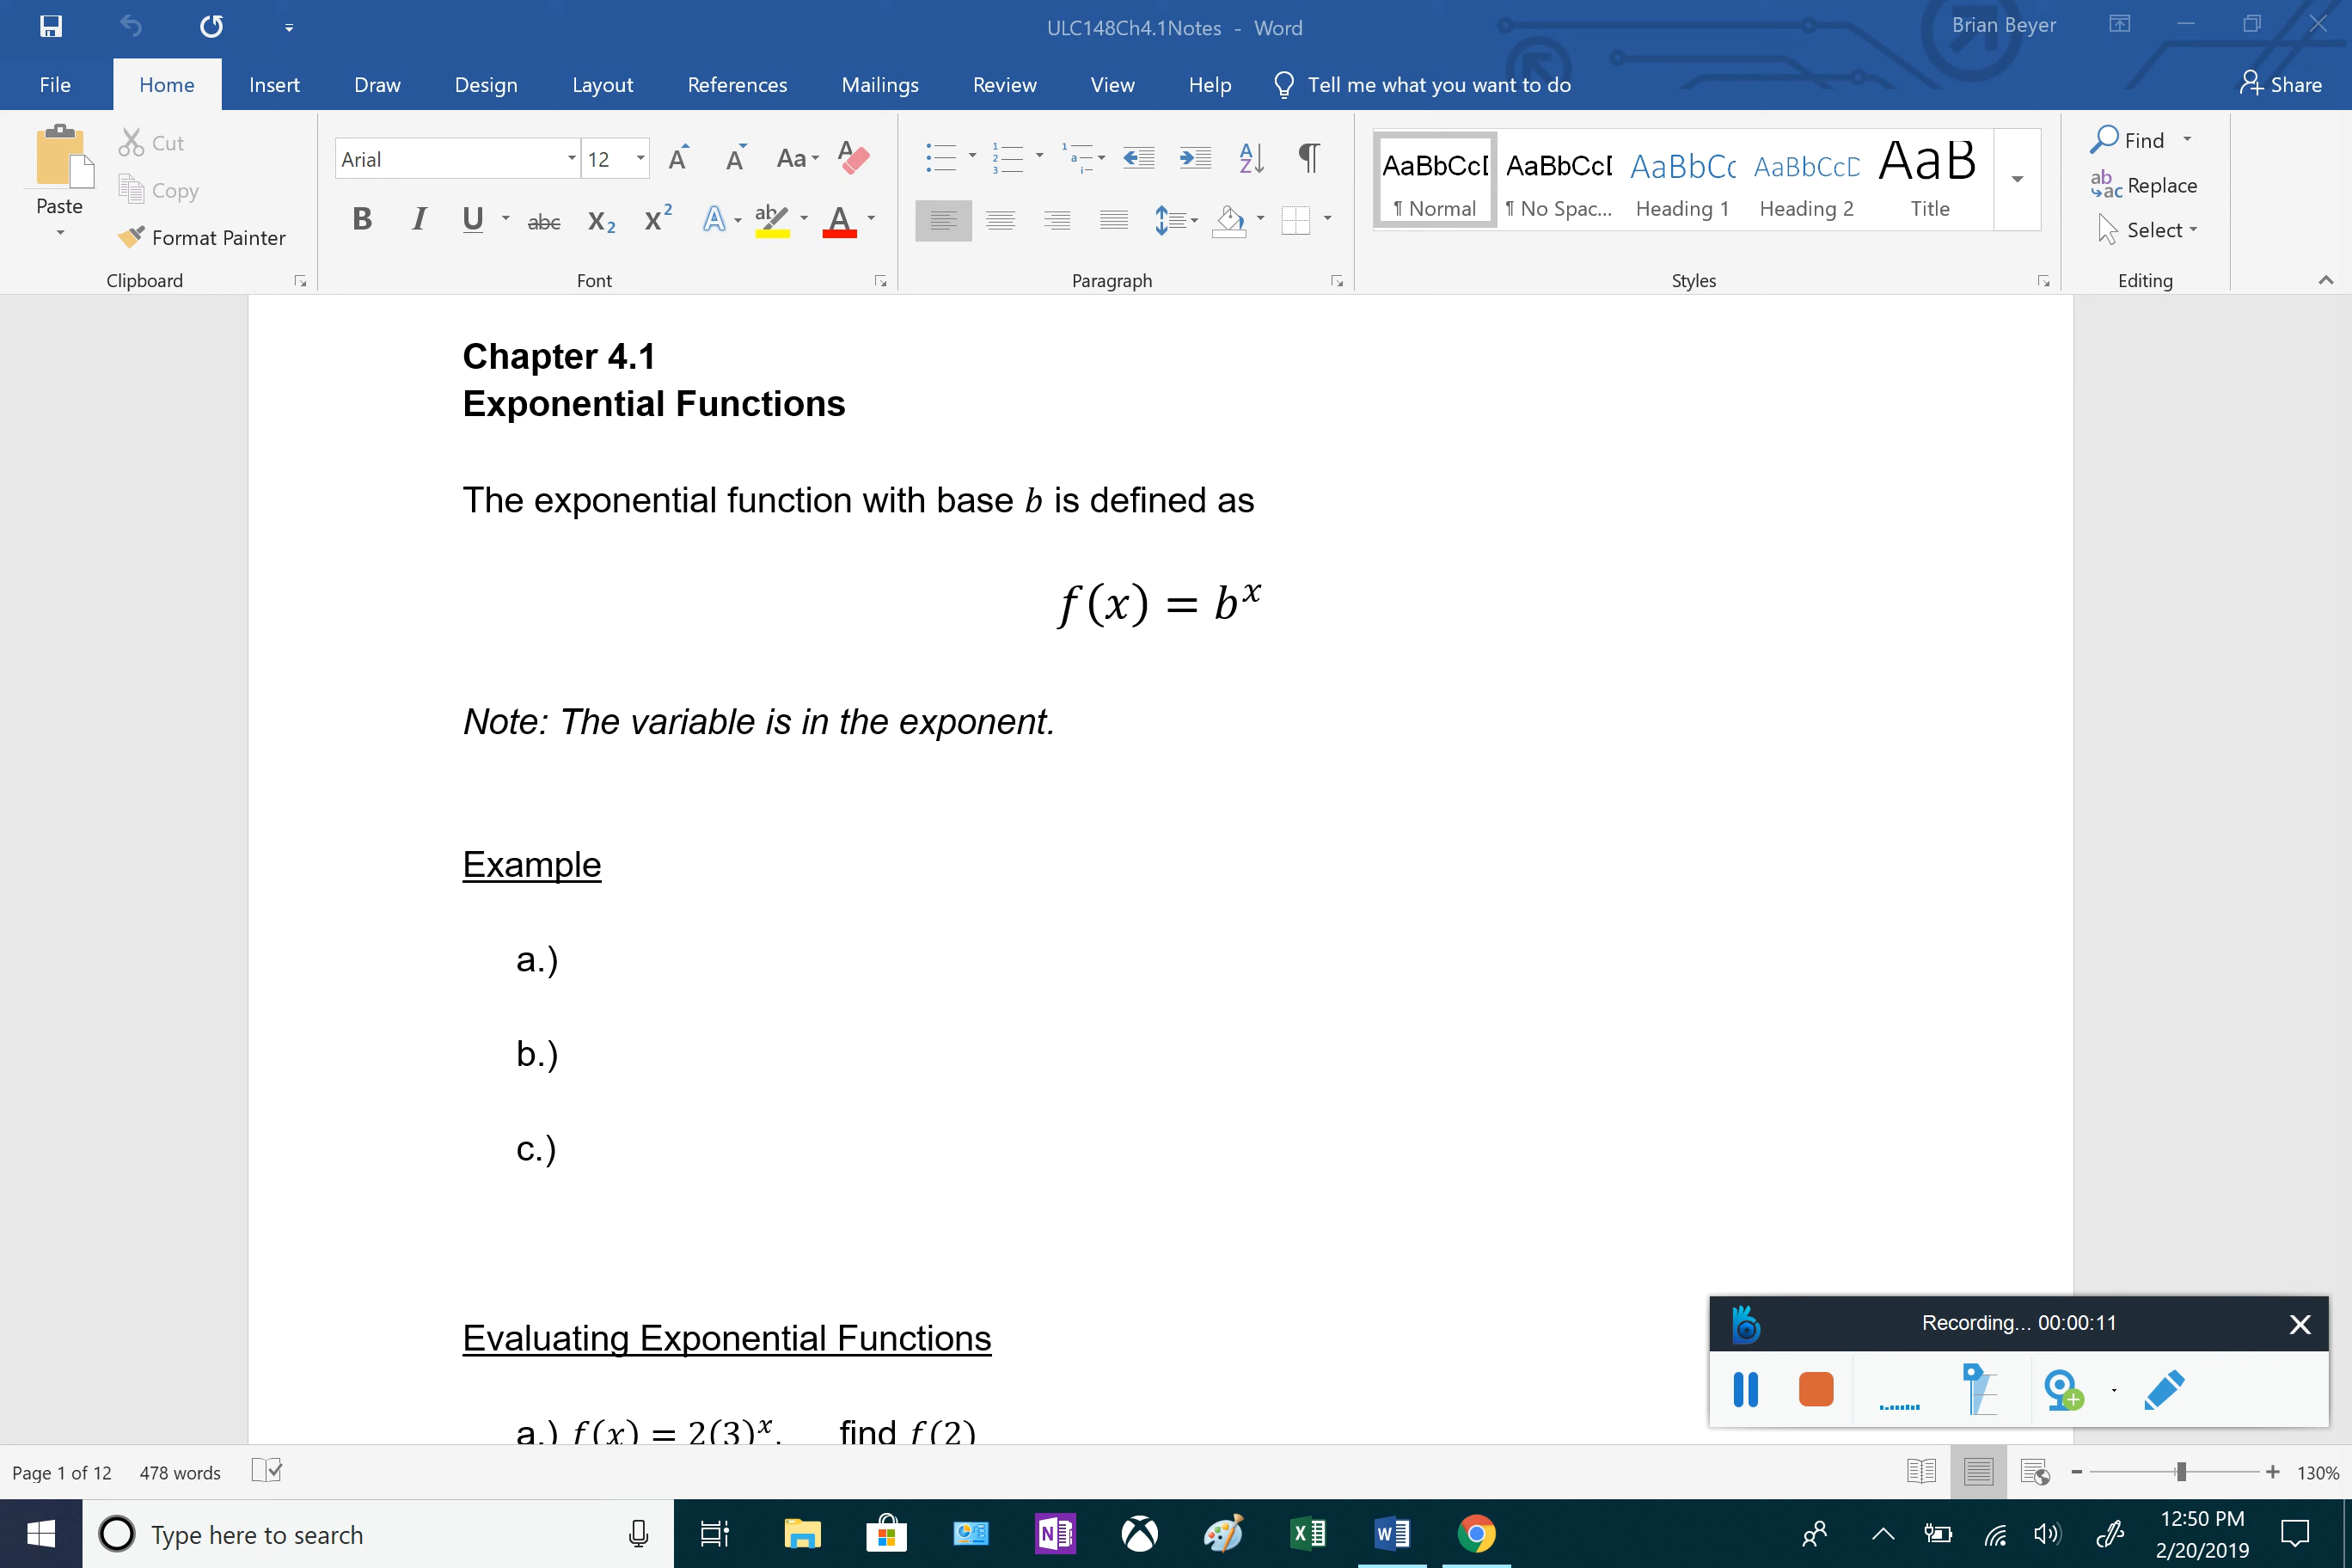 ULC148Ch4.1Notes - Word
Brian Beyer
File Home Insert Draw Design Layout References Mailings Review View Help Tell me what you want to do Share
Paste
Cut
Copy
Format Painter
Clipboard
Arial 12
Font
Paragraph
AaBbCcI AaBbCcI AaBbCc AaBbCcD AaB
¶ Normal ¶ No Spac... Heading 1 Heading 2 Title
Styles
Find
Replace
Select
Editing
Chapter 4.1
Exponential Functions
The exponential function with base b is defined as
f(x) = bˣ
Note: The variable is in the exponent.
Example
a.)
b.)
c.)
Evaluating Exponential Functions
a.) f(x) = 2(3)ˣ, find f(2)
Recording... 00:00:11
Page 1 of 12 478 words
130%
Type here to search
12:50 PM
2/20/2019